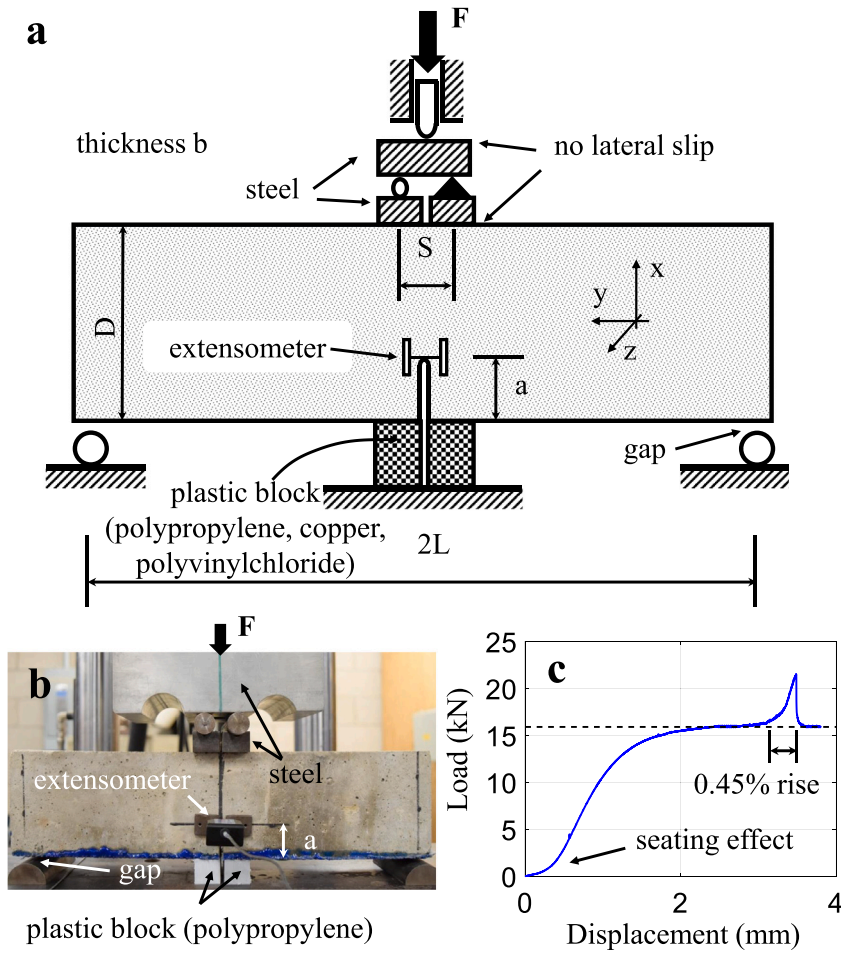 a
F
thickness b
no lateral slip
steel
S
x
y
z
D
extensometer
a
gap
plastic block
(polypropylene, copper,
polyvinylchloride)
2L
b
F
steel
extensometer
a
gap
plastic block (polypropylene)
c
25
20
15
10
5
0
Load (kN)
0.45% rise
seating effect
0 2 4
Displacement (mm)